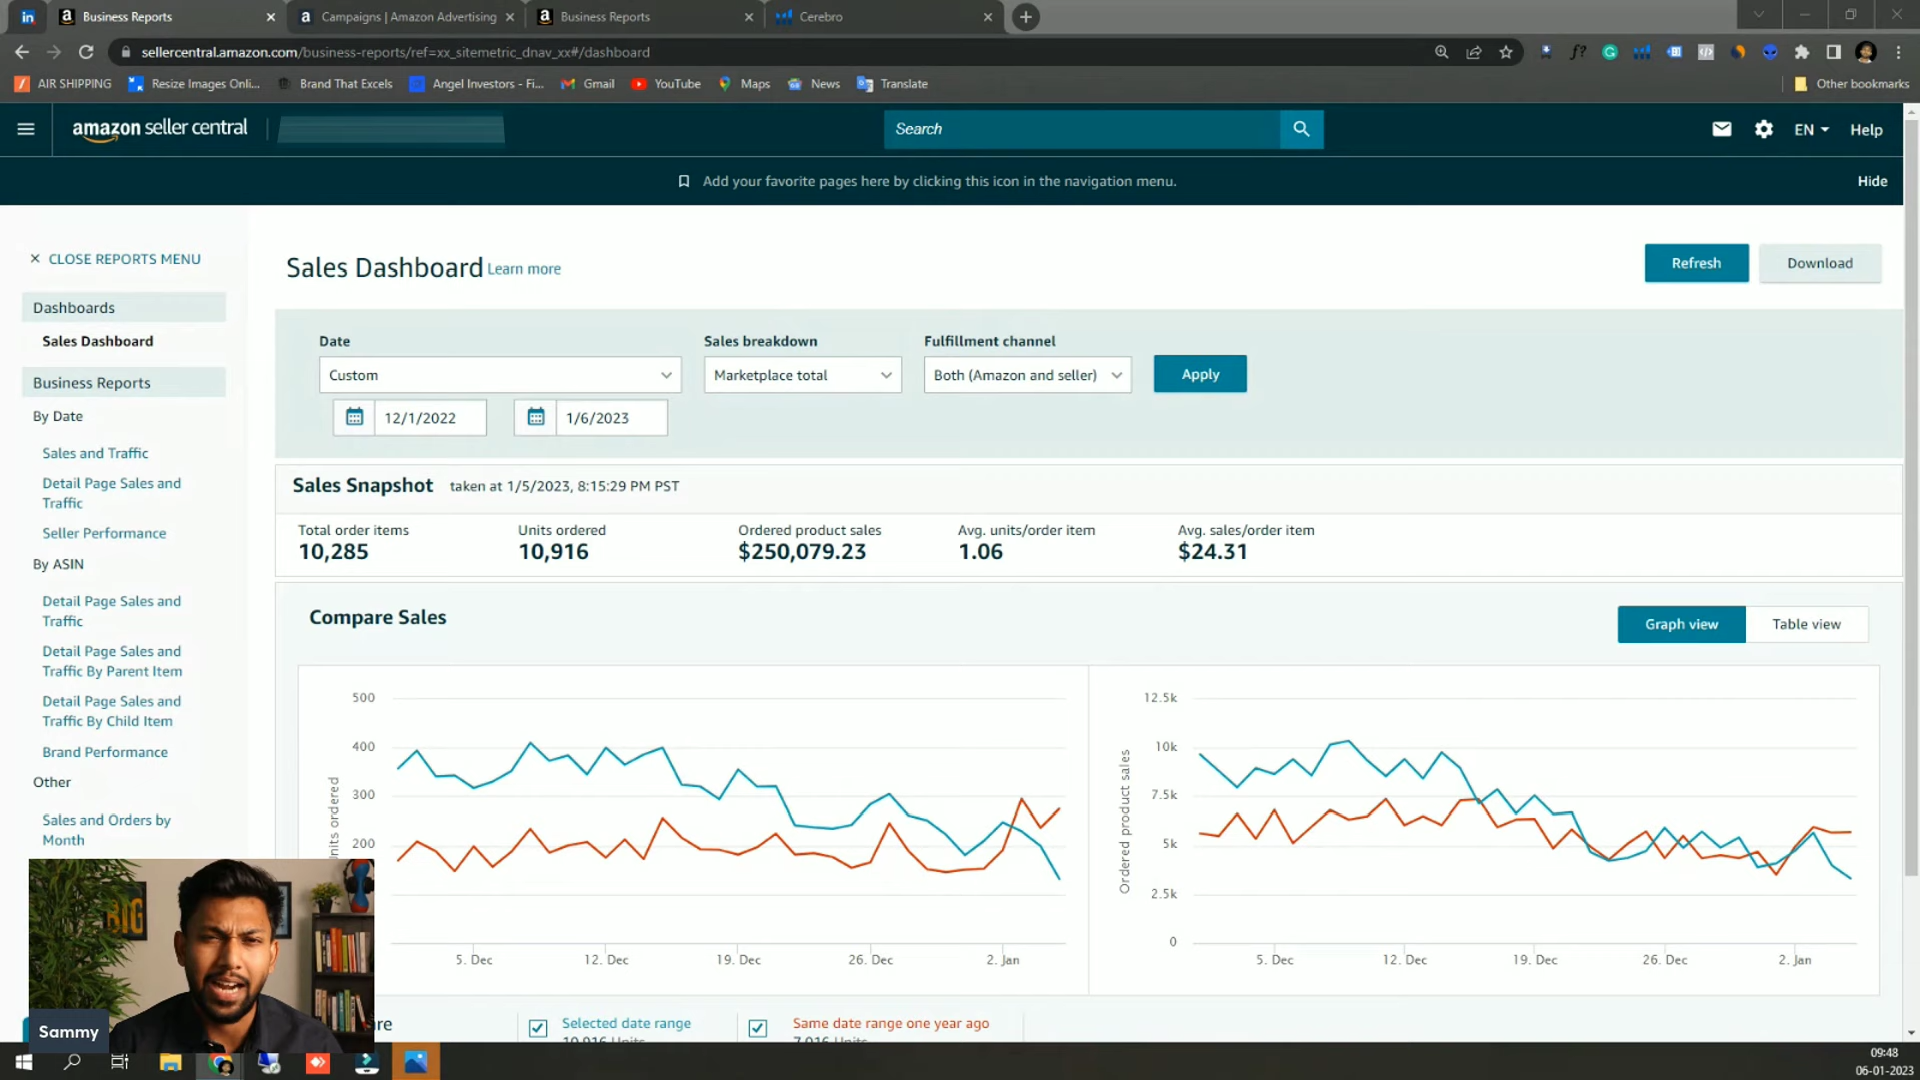 Business Reports
Campaigns | Amazon Advertising
Business Reports
Cerebro
sellercentral.amazon.com/business-reports/ref=xx_sitemetric_dnav_xx#/dashboard
AIR SHIPPING
Resize Images Onli...
Brand That Excels
Angel Investors - Fi...
Gmail
YouTube
Maps
News
Translate
Other bookmarks
amazon seller central
Search
EN
Help
Add your favorite pages here by clicking this icon in the navigation menu.
Hide
CLOSE REPORTS MENU
Dashboards
Sales Dashboard
Business Reports
By Date
Sales and Traffic
Detail Page Sales and
Traffic
Seller Performance
By ASIN
Detail Page Sales and
Traffic
Detail Page Sales and
Traffic By Parent Item
Detail Page Sales and
Traffic By Child Item
Brand Performance
Other
Sales and Orders by
Month
Sales Dashboard Learn more
Refresh
Download
Date
Sales breakdown
Fulfillment channel
Custom
Marketplace total
Both (Amazon and seller)
Apply
12/1/2022
1/6/2023
Sales Snapshot taken at 1/5/2023, 8:15:29 PM PST
Total order items
10,285
Units ordered
10,916
Ordered product sales
$250,079.23
Avg. units/order item
1.06
Avg. sales/order item
$24.31
Compare Sales
Graph view
Table view
500
400
300
200
5. Dec
12. Dec
19. Dec
26. Dec
2. Jan
Ordered product sales
12.5k
10k
7.5k
5k
2.5k
0
5. Dec
12. Dec
19. Dec
26. Dec
2. Jan
Selected date range
10,916 Units
Same date range one year ago
7,016 Units
BIG
Sammy
09:48
06-01-2023